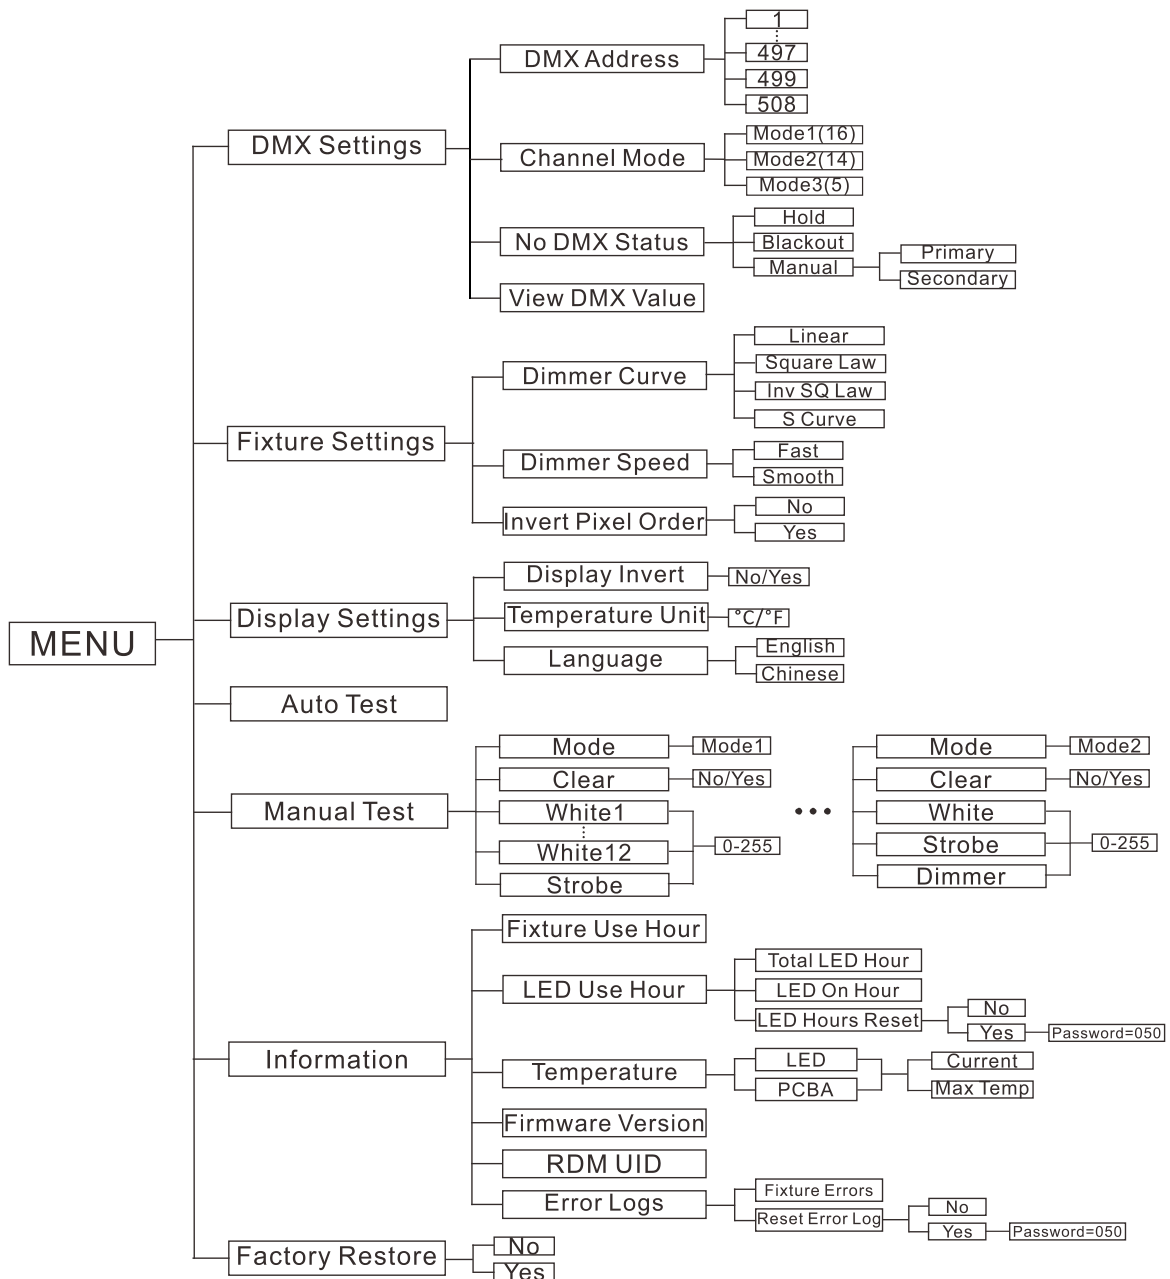 MENU
DMX Settings
DMX Address
1
497
499
508
Channel Mode
Mode1(16)
Mode2(14)
Mode3(5)
No DMX Status
Hold
Blackout
Manual
Primary
Secondary
View DMX Value
Fixture Settings
Dimmer Curve
Linear
Square Law
Inv SQ Law
S Curve
Dimmer Speed
Fast
Smooth
Invert Pixel Order
No
Yes
Display Settings
Display Invert
No/Yes
Temperature Unit
°C/°F
Language
English
Chinese
Auto Test
Manual Test
Mode
Mode1
Clear
No/Yes
White1
White12
Strobe
0-255
Mode
Mode2
Clear
No/Yes
White
Strobe
Dimmer
0-255
Information
Fixture Use Hour
LED Use Hour
Total LED Hour
LED On Hour
LED Hours Reset
No
Yes
Password=050
Temperature
LED
PCBA
Current
Max Temp
Firmware Version
RDM UID
Error Logs
Fixture Errors
Reset Error Log
No
Yes
Password=050
Factory Restore
No
Yes